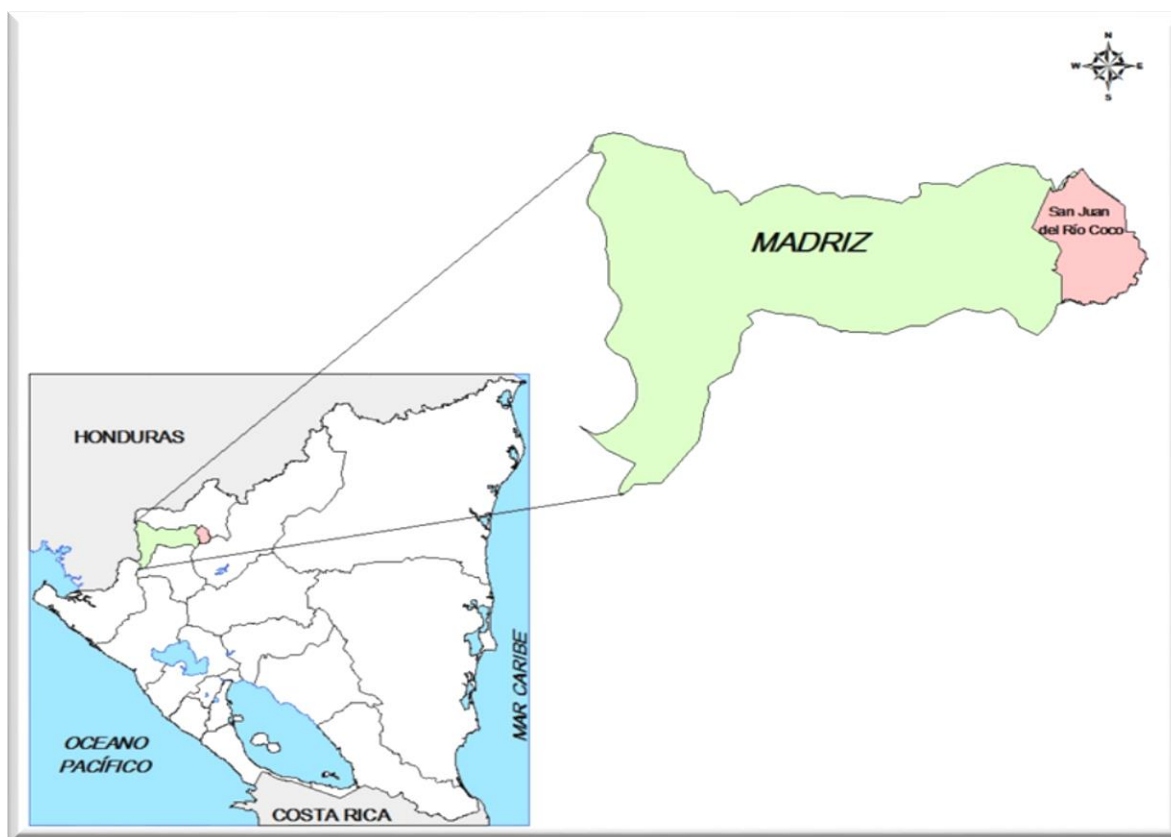 N
W E
S
San Juan
del Río Coco
MADRIZ
HONDURAS
MAR CARIBE
OCEANO
PACÍFICO
COSTA RICA